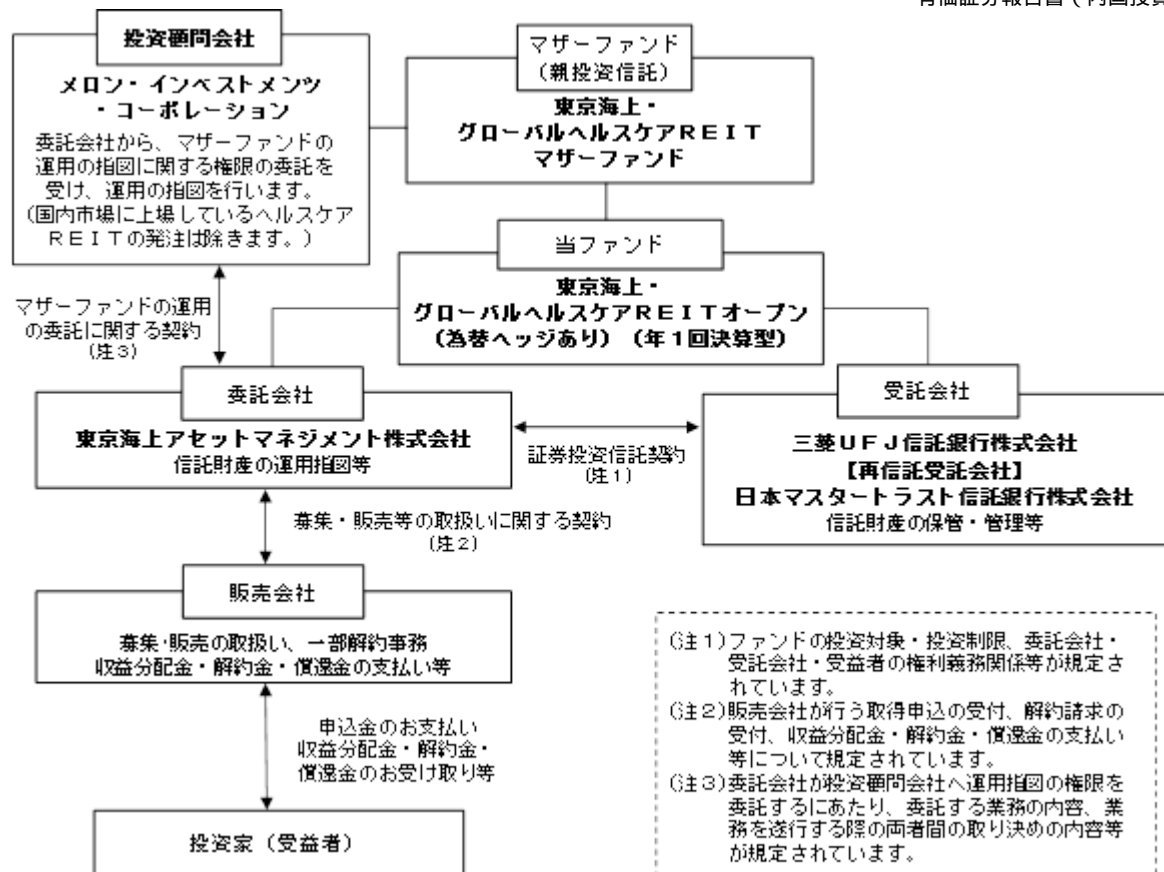 投資顧問会社
メロン・インベストメンツ
・コーポレーション
委託会社から、マザーファンドの
運用の指図に関する権限の委託を
受け、運用の指図を行います。
(国内市場に上場しているヘルスケア
REITの発注は除きます。)
マザーファンド
(親投資信託)
東京海上・
グローバルヘルスケアREIT
マザーファンド
当ファンド
東京海上・
グローバルヘルスケアREITオープン
(為替ヘッジあり)(年1回決算型)
マザーファンドの運用
の委託に関する契約
(注3)
委託会社
東京海上アセットマネジメント株式会社
信託財産の運用指図等
証券投資信託契約
(注1)
受託会社
三菱UFJ信託銀行株式会社
【再信託受託会社】
日本マスタートラスト信託銀行株式会社
信託財産の保管・管理等
募集・販売等の取扱いに関する契約
(注2)
販売会社
募集・販売の取扱い、一部解約事務
収益分配金・解約金・償還金の支払い等
申込金のお支払い
収益分配金・解約金・
償還金のお受け取り等
投資家(受益者)
(注1)ファンドの投資対象・投資制限、委託会社・
受託会社・受益者の権利義務関係等が規定さ
れています。
(注2)販売会社が行う取得申込の受付、解約請求の
受付、収益分配金・解約金・償還金の支払い
等について規定されています。
(注3)委託会社が投資顧問会社へ運用指図の権限を
委託するにあたり、委託する業務の内容、業
務を遂行する際の両者間の取り決めの内容等
が規定されています。